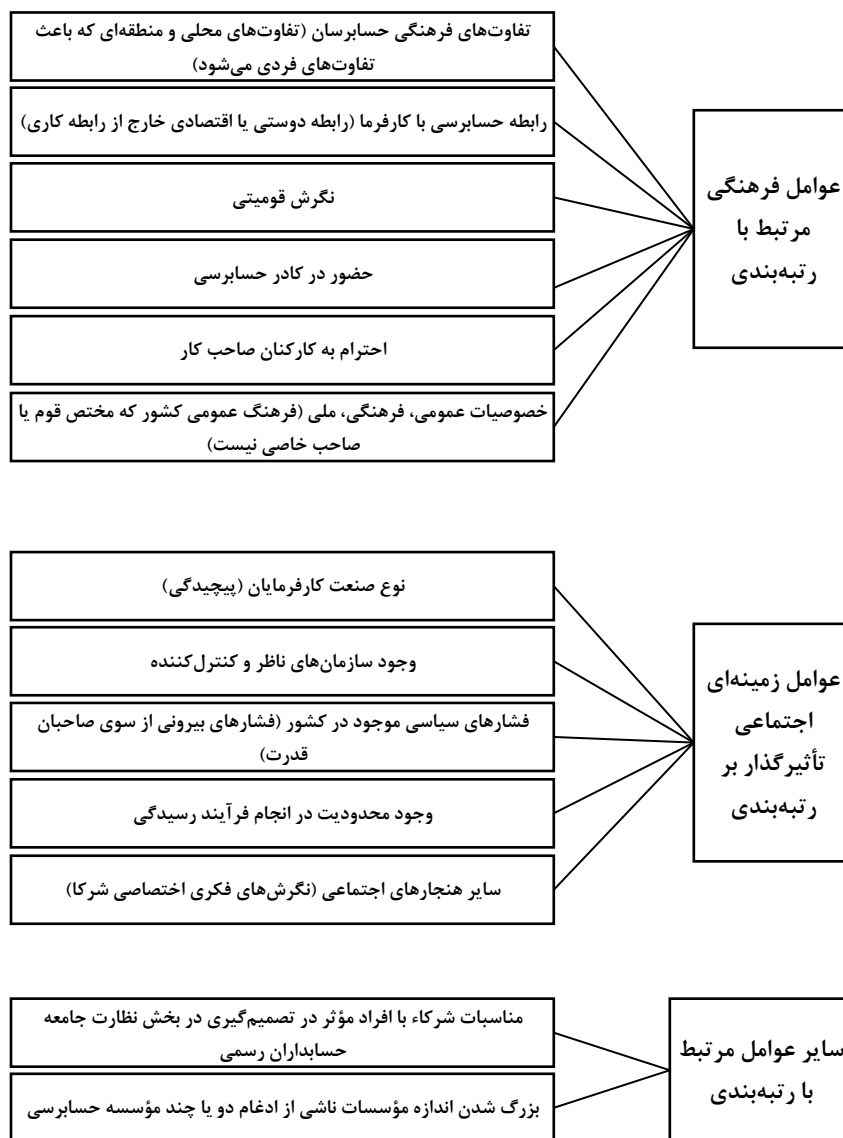 تفاوت‌های فرهنگی حسابرسان (تفاوت‌های محلی و منطقه‌ای که باعث
تفاوت‌های فردی می‌شود)
رابطه حسابرسی با کارفرما (رابطه دوستی یا اقتصادی خارج از رابطه کاری)
نگرش قومیتی
حضور در کادر حسابرسی
احترام به کارکنان صاحب کار
خصوصیات عمومی، فرهنگی، ملی (فرهنگ عمومی کشور که مختص قوم یا
صاحب خاصی نیست)
عوامل فرهنگی
مرتبط با
رتبه‌بندی
نوع صنعت کارفرمایان (پیچیدگی)
وجود سازمان‌های ناظر و کنترل‌کننده
فشارهای سیاسی موجود در کشور (فشارهای بیرونی از سوی صاحبان
قدرت)
وجود محدودیت در انجام فرآیند رسیدگی
سایر هنجارهای اجتماعی (نگرش‌های فکری اختصاصی شرکا)
عوامل زمینه‌ای
اجتماعی
تأثیرگذار بر
رتبه‌بندی
مناسبات شرکاء با افراد مؤثر در تصمیم‌گیری در بخش نظارت جامعه
حسابداران رسمی
بزرگ شدن اندازه مؤسسات ناشی از ادغام دو یا چند مؤسسه حسابرسی
سایر عوامل مرتبط
با رتبه‌بندی